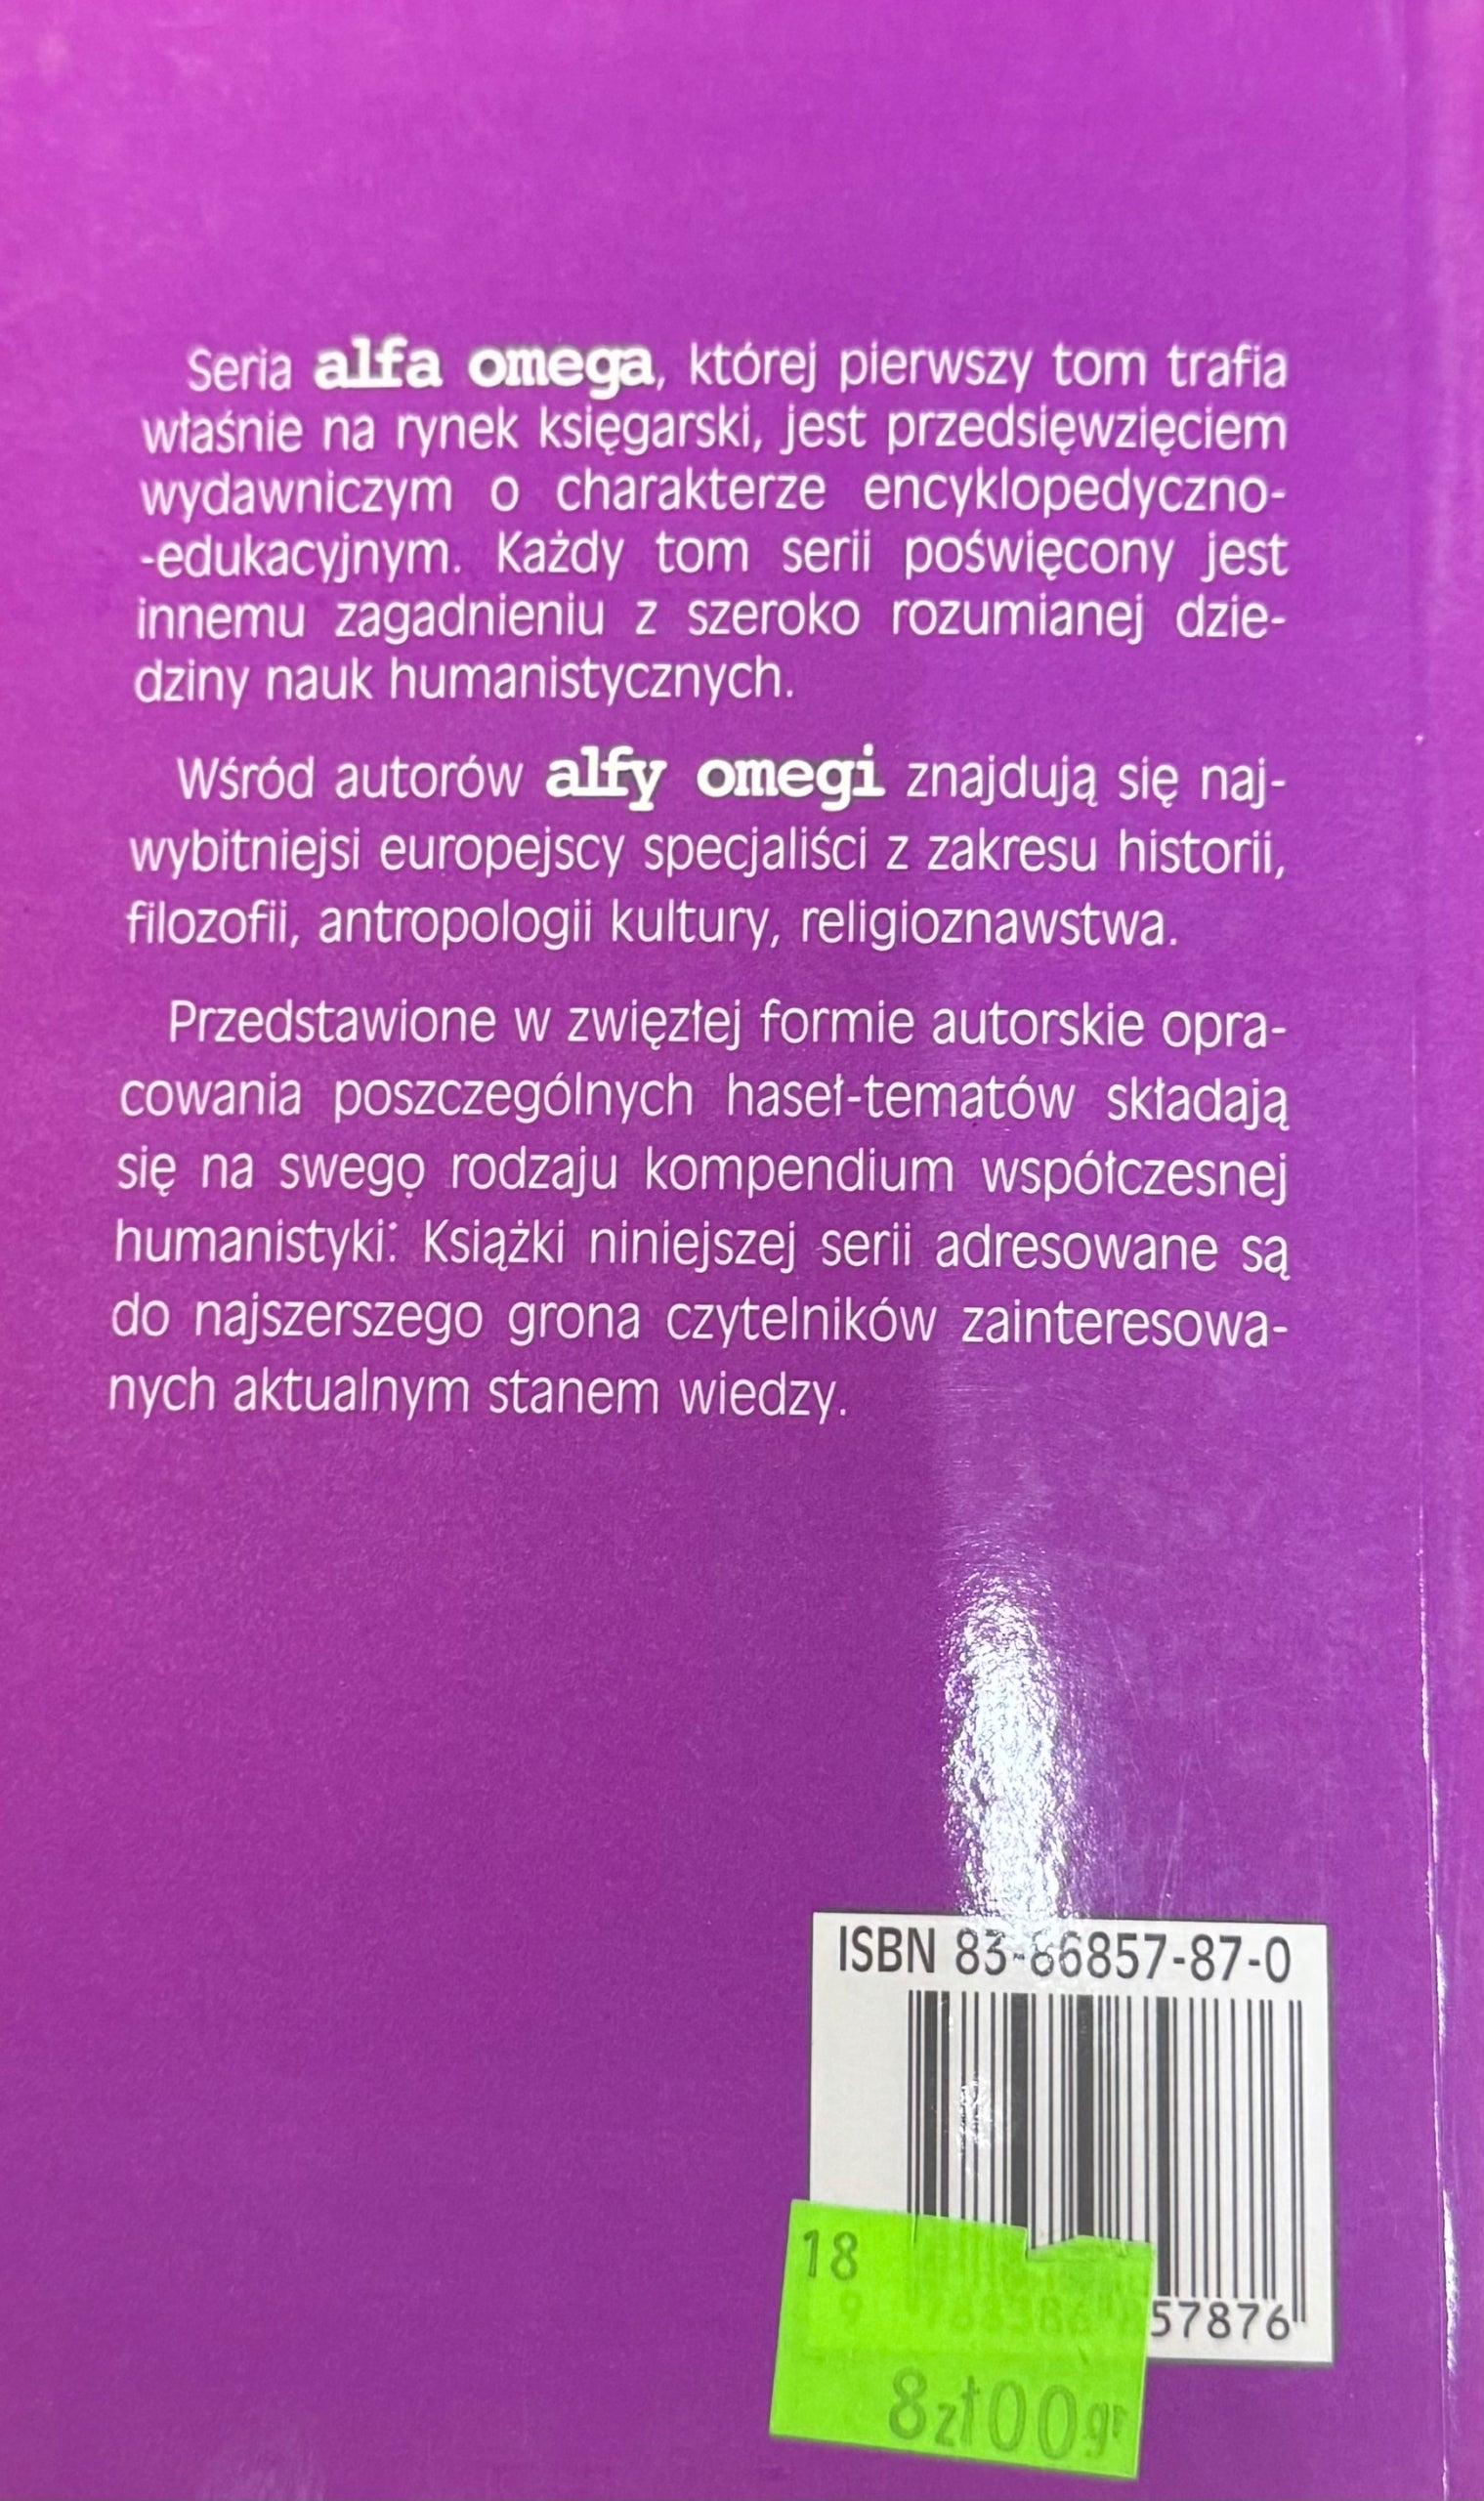 Seria alfa omega, której pierwszy tom trafia
właśnie na rynek księgarski, jest przedsięwzięciem
wydawniczym o charakterze encyklopedyczno-
-edukacyjnym. Każdy tom serii poświęcony jest
innemu zagadnieniu z szeroko rozumianej dzie-
dziny nauk humanistycznych.
Wśród autorów alfy omegi znajdują się naj-
wybitniejsi europejscy specjaliści z zakresu historii,
filozofii, antropologii kultury, religioznawstwa.
Przedstawione w zwięzłej formie autorskie opra-
cowania poszczególnych haseł-tematów składają
się na swego rodzaju kompendium współczesnej
humanistyki. Książki niniejszej serii adresowane są
do najszerszego grona czytelników zainteresowa-
nych aktualnym stanem wiedzy.
ISBN 83-86857-87-0
18
9 788386 857876
8zł00gr